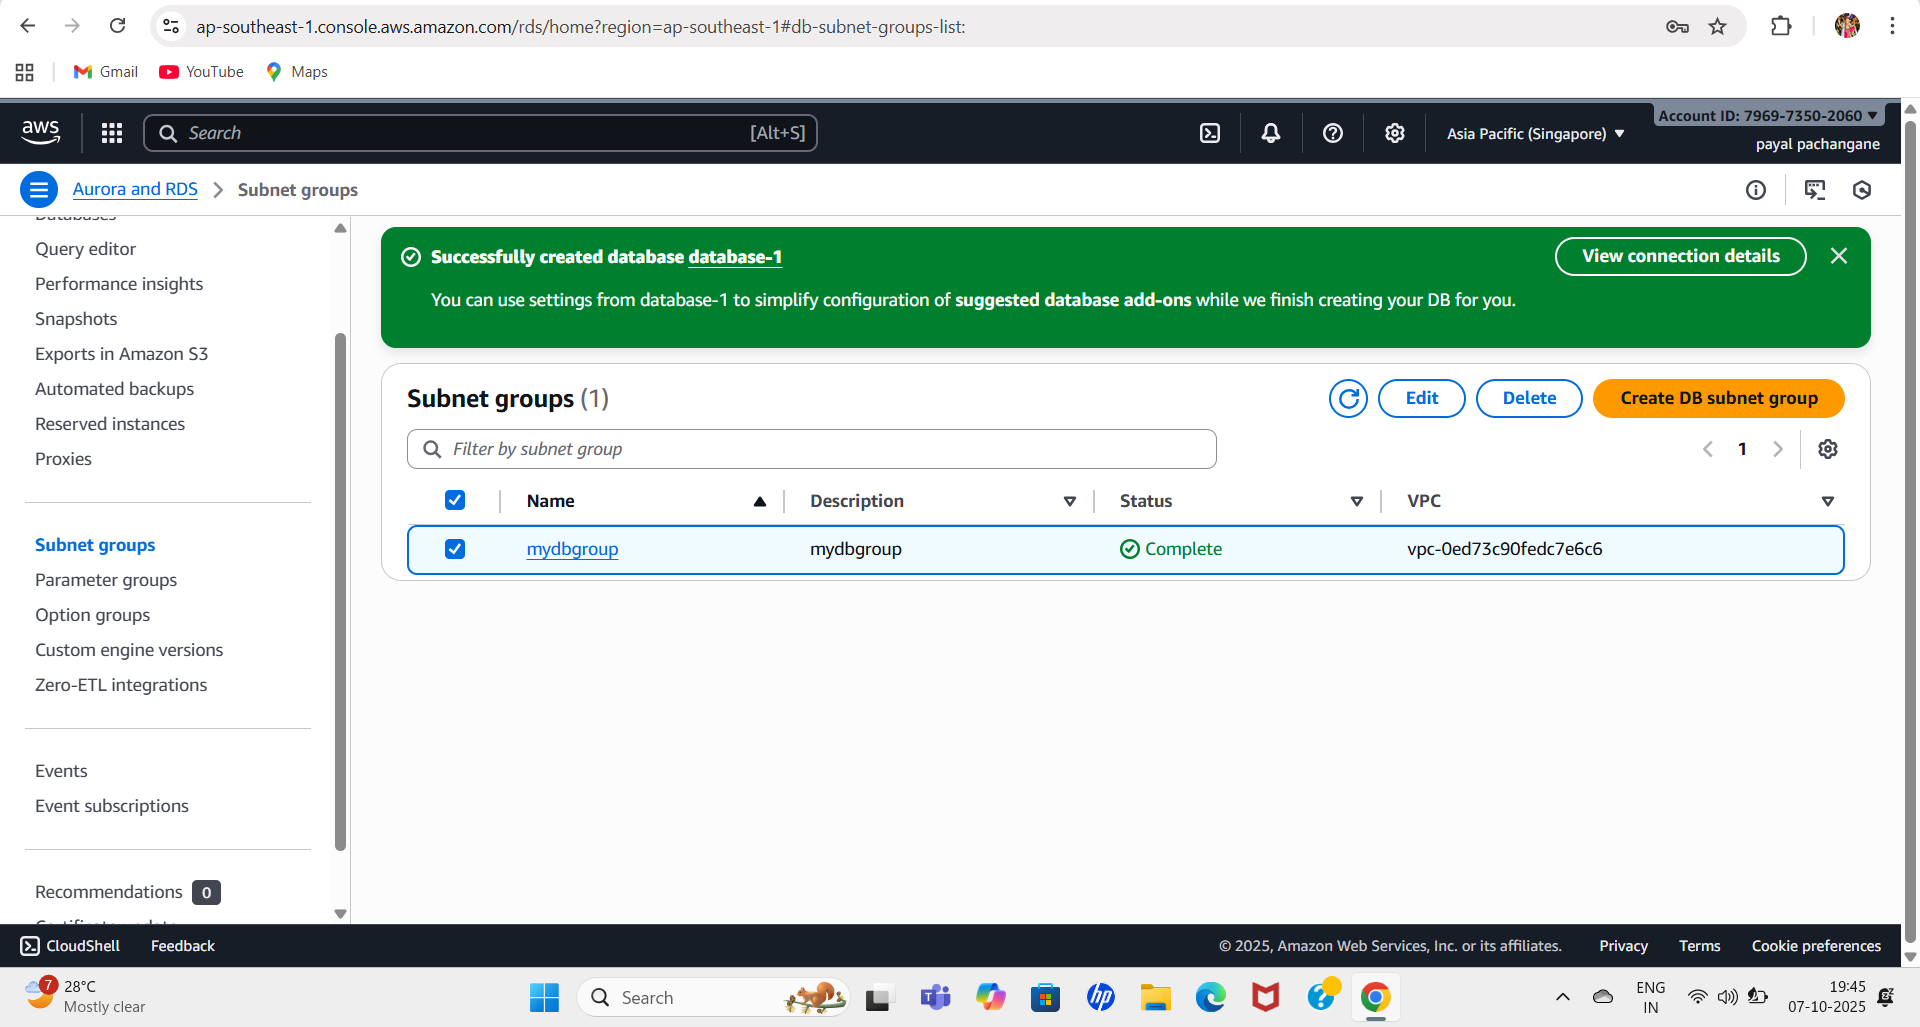 ap-southeast-1.console.aws.amazon.com/rds/home?region=ap-southeast-1#db-subnet-groups-list:
Gmail YouTube Maps
aws Search [Alt+S] Asia Pacific (Singapore) Account ID: 7969-7350-2060
payal pachangane
Aurora and RDS > Subnet groups
Databases
Query editor
Performance insights
Snapshots
Exports in Amazon S3
Automated backups
Reserved instances
Proxies
Subnet groups
Parameter groups
Option groups
Custom engine versions
Zero-ETL integrations
Events
Event subscriptions
Recommendations 0
Certificate update
Successfully created database database-1
View connection details
You can use settings from database-1 to simplify configuration of suggested database add-ons while we finish creating your DB for you.
Subnet groups (1)
Edit Delete Create DB subnet group
Filter by subnet group
1
Name Description Status VPC
mydbgroup mydbgroup Complete vpc-0ed73c90fedc7e6c6
CloudShell Feedback © 2025, Amazon Web Services, Inc. or its affiliates. Privacy Terms Cookie preferences
7 28°C
Mostly clear
Search
hp
ENG
IN
19:45
07-10-2025